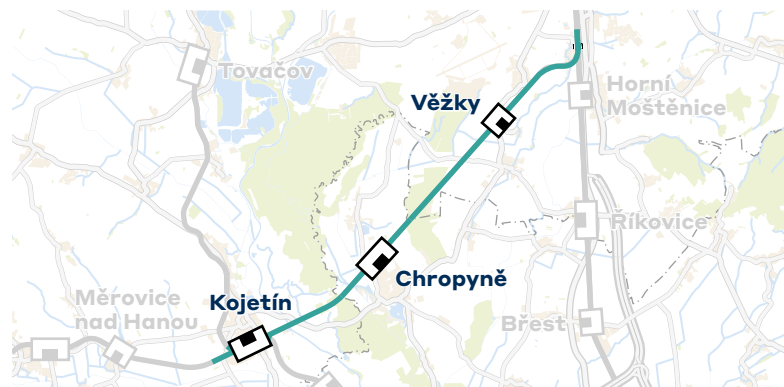 Tovačov
Horní
Moštěnice
Věžky
Říkovice
Chropyně
Měrovice
nad Hanou
Kojetín
Břest